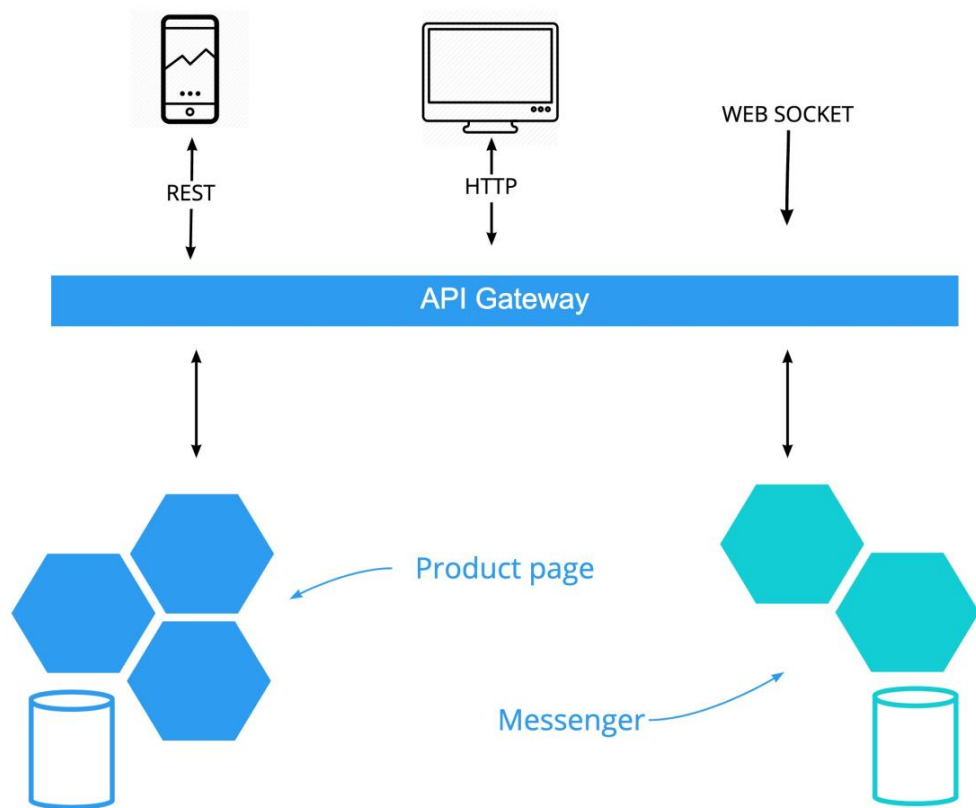 REST
HTTP
WEB SOCKET
API Gateway
Product page
Messenger